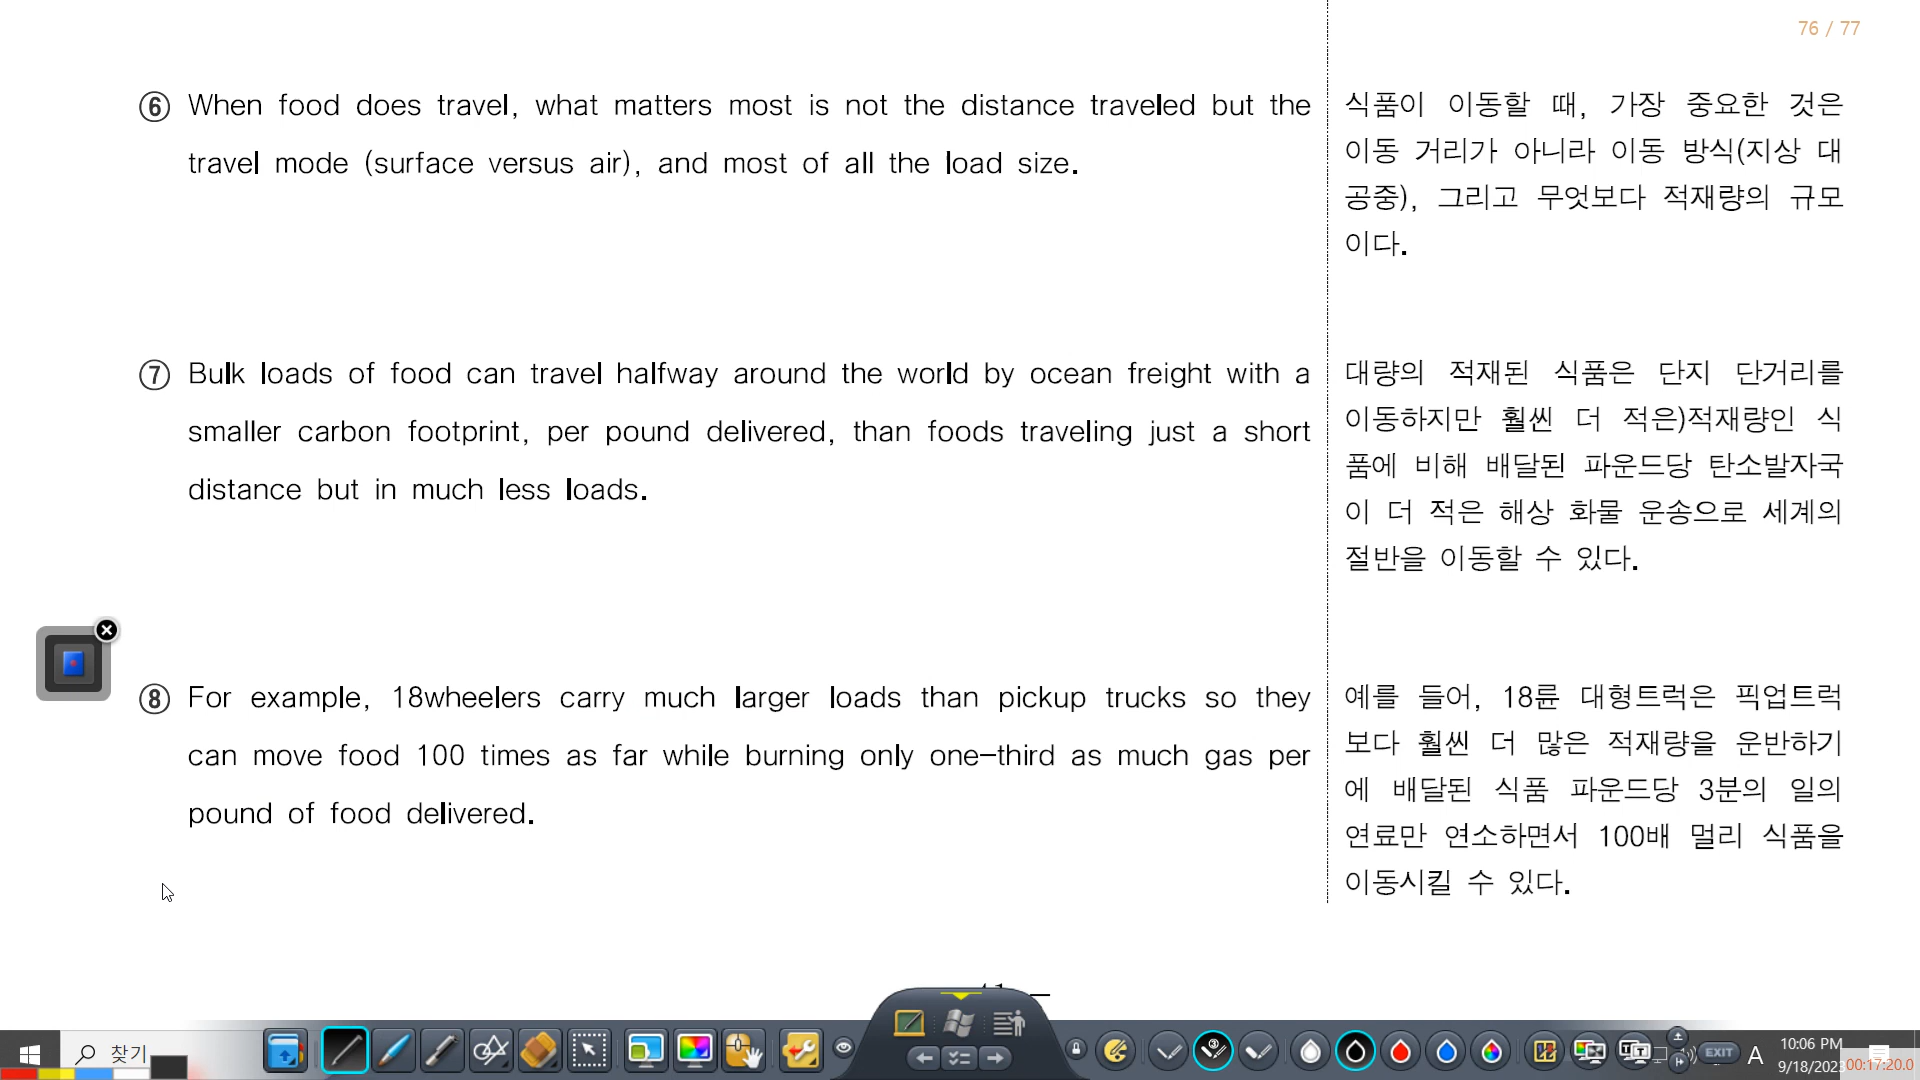 76 / 77
⑥ When food does travel, what matters most is not the distance traveled but the
travel mode (surface versus air), and most of all the load size.
식품이 이동할 때, 가장 중요한 것은
이동 거리가 아니라 이동 방식(지상 대
공중), 그리고 무엇보다 적재량의 규모
이다.
⑦ Bulk loads of food can travel halfway around the world by ocean freight with a
smaller carbon footprint, per pound delivered, than foods traveling just a short
distance but in much less loads.
대량의 적재된 식품은 단지 단거리를
이동하지만 훨씬 더 적은)적재량인 식
품에 비해 배달된 파운드당 탄소발자국
이 더 적은 해상 화물 운송으로 세계의
절반을 이동할 수 있다.
⑧ For example, 18wheelers carry much larger loads than pickup trucks so they
can move food 100 times as far while burning only one-third as much gas per
pound of food delivered.
예를 들어, 18륜 대형트럭은 픽업트럭
보다 훨씬 더 많은 적재량을 운반하기
에 배달된 식품 파운드당 3분의 일의
연료만 연소하면서 100배 멀리 식품을
이동시킬 수 있다.
찾기
EXIT
A
10:06 PM
9/18/2023
00:17:20.0